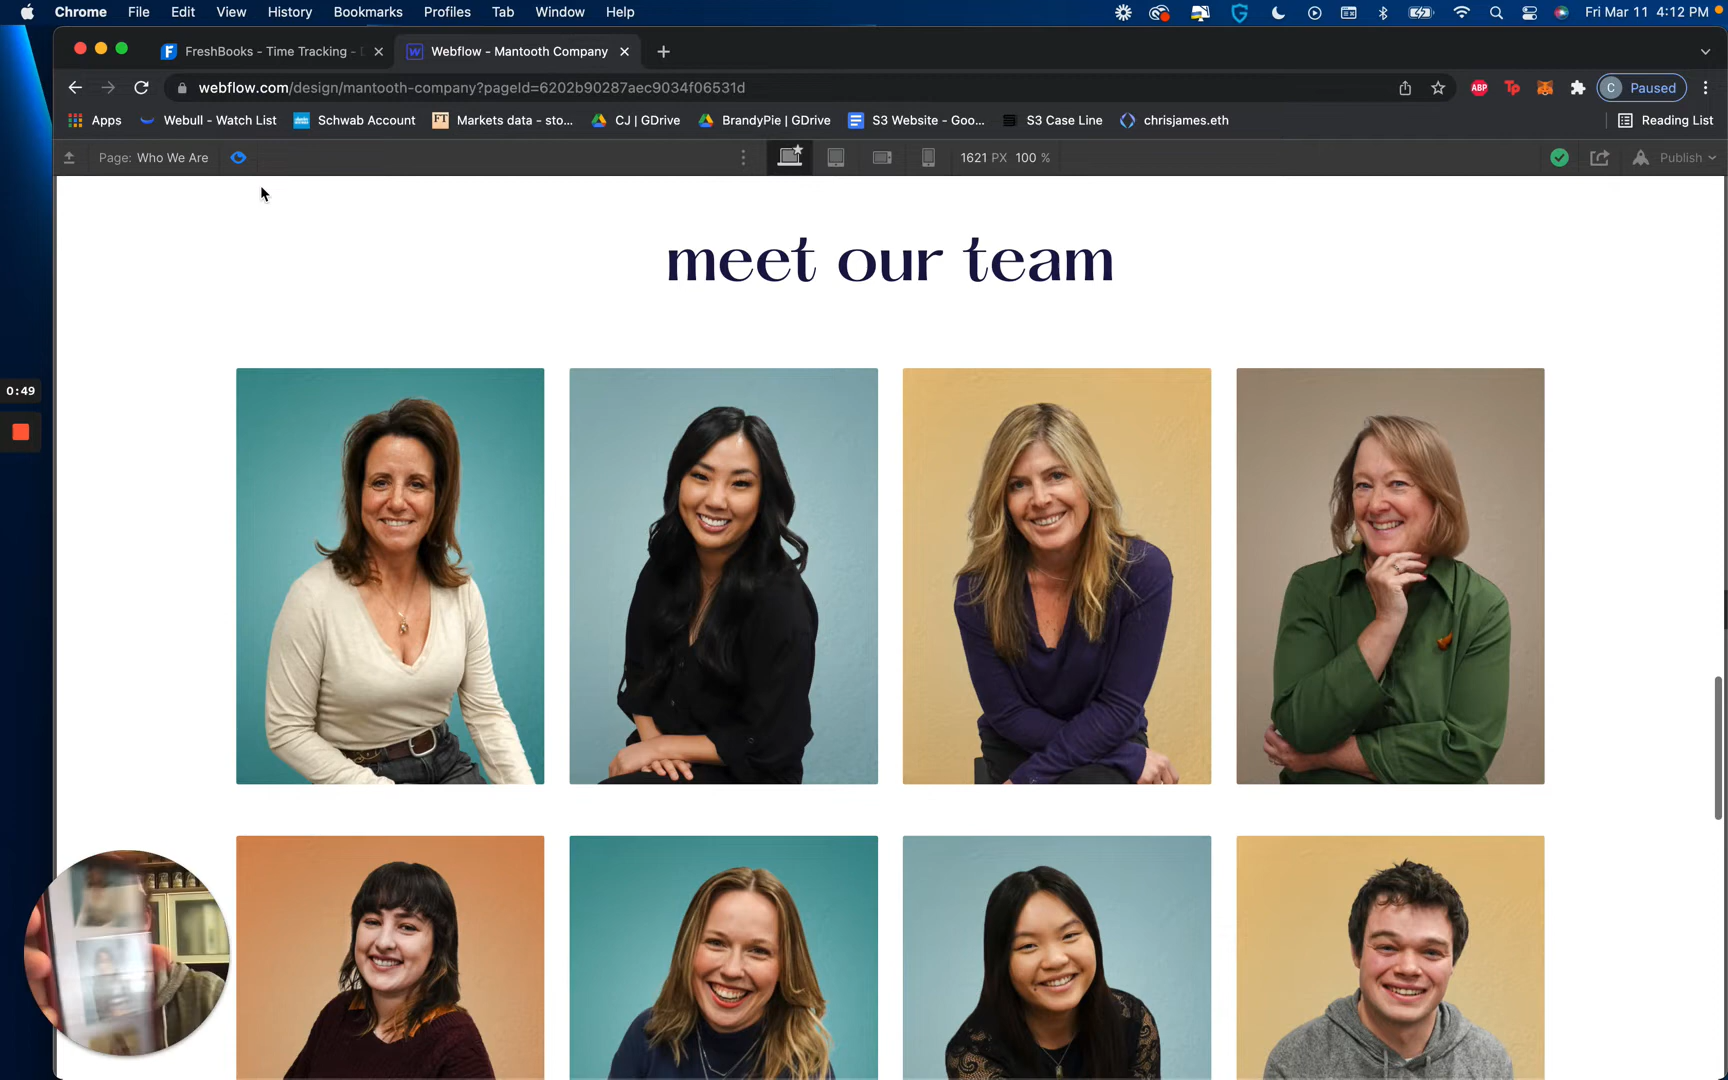 Chrome File Edit View History Bookmarks Profiles Tab Window Help Fri Mar 11 4:12 PM
FreshBooks - Time Tracking - Webflow - Mantooth Company
webflow.com/design/mantooth-company?pageId=6202b90287aec9034f06531d ABP Tp C Paused
Apps Webull - Watch List Schwab Account FT Markets data - sto... CJ | GDrive BrandyPie | GDrive S3 Website - Goo... S3 Case Line chrisjames.eth Reading List
Page: Who We Are 1621 PX 100 % Publish
meet our team
0:49